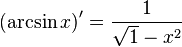 (arcsin x)′ = 1/(√1 − x²)